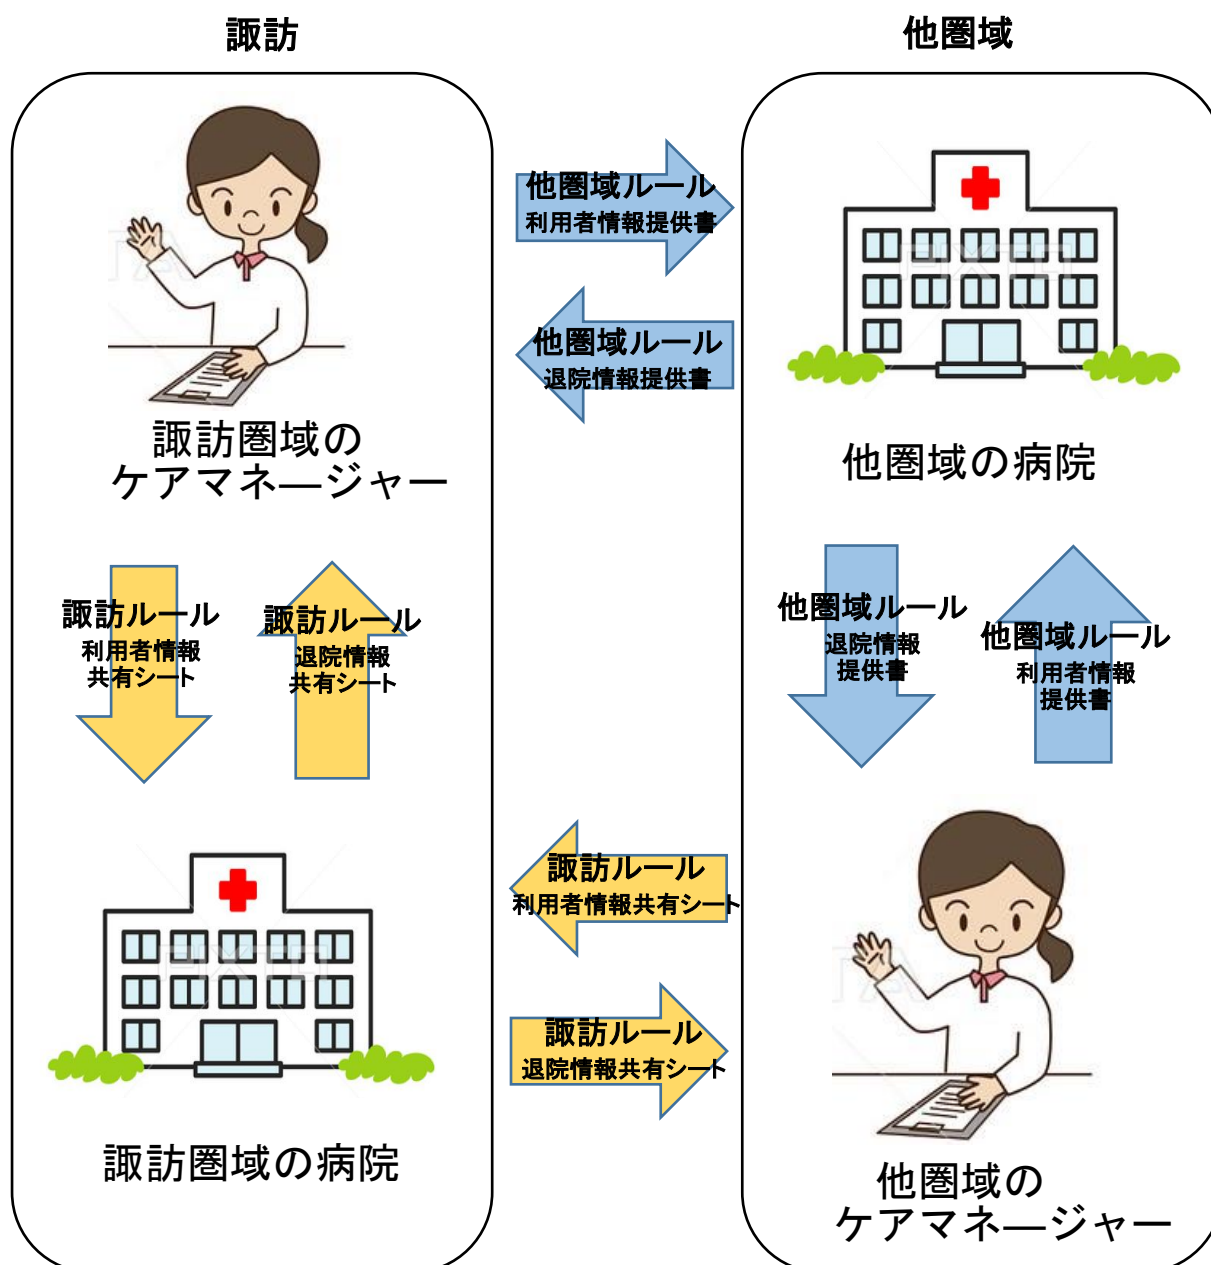 諏訪
他圏域
他圏域ルール
利用者情報提供書
他圏域ルール
退院情報提供書
諏訪圏域の
ケアマネ―ジャー
他圏域の病院
諏訪ルール
利用者情報
共有シート
諏訪ルール
退院情報
共有シート
他圏域ルール
退院情報
提供書
他圏域ルール
利用者情報
提供書
諏訪ルール
利用者情報共有シート
諏訪ルール
退院情報共有シート
諏訪圏域の病院
他圏域の
ケアマネ―ジャー
PIXTA
PIXTA
TA
TA